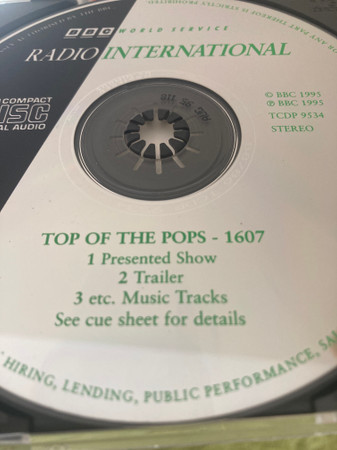 BBC WORLD SERVICE
RADIO INTERNATIONAL
COMPACT
DISC
AL AUDIO
© BBC 1995
℗ BBC 1995
TCDP 9534
STEREO
TOP OF THE POPS - 1607
1 Presented Show
2 Trailer
3 etc. Music Tracks
See cue sheet for details
HIRING, LENDING, PUBLIC PERFORMANCE,